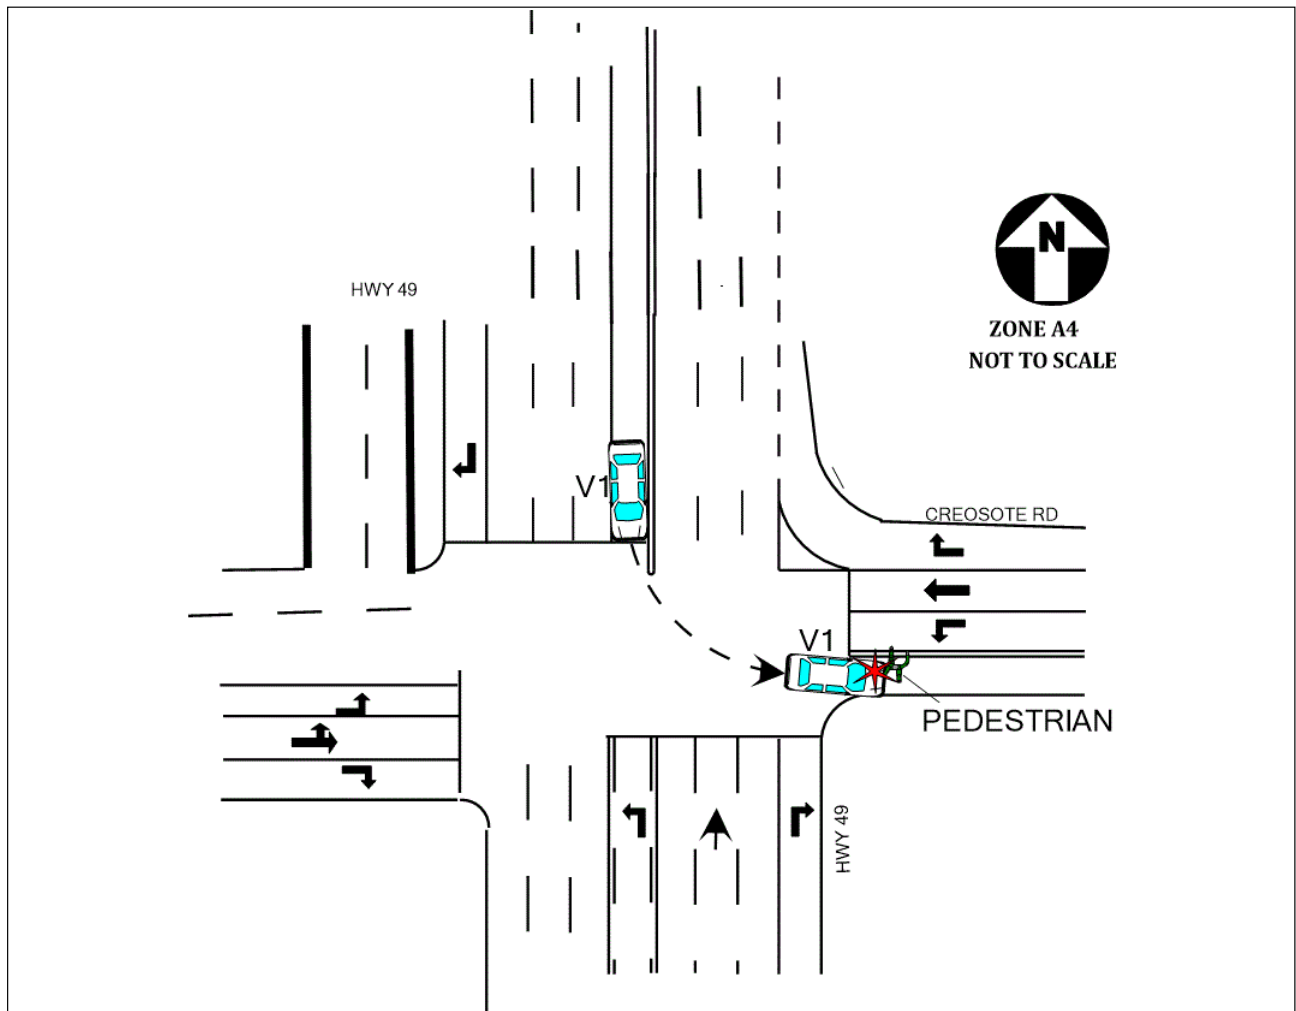 HWY 49
N
ZONE A4
NOT TO SCALE
V1
CREOSOTE RD
V1
PEDESTRIAN
HWY 49